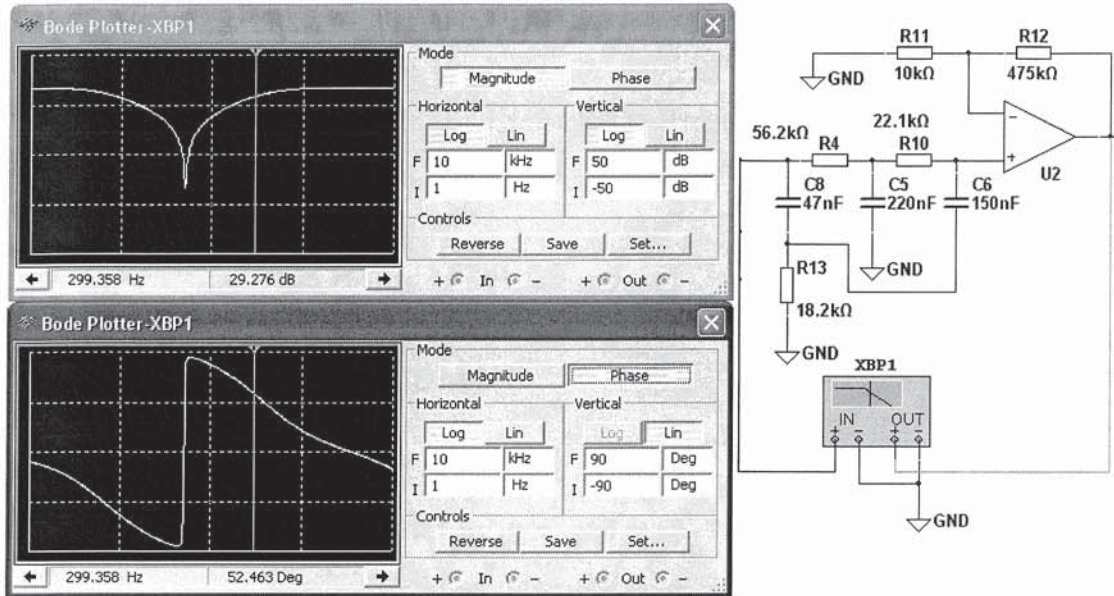 Bode Plotter-XBP1
Mode
Magnitude Phase
Horizontal Vertical
Log Lin Log Lin
F 10 kHz F 50 dB
I 1 Hz I -50 dB
Controls
Reverse Save Set...
299.358 Hz 29.276 dB
+ In - + Out -
Bode Plotter-XBP1
Mode
Magnitude Phase
Horizontal Vertical
Log Lin Log Lin
F 10 kHz F 90 Deg
I 1 Hz I -90 Deg
Controls
Reverse Save Set...
299.358 Hz 52.463 Deg
+ In - + Out -
R11 R12
GND 10kΩ 475kΩ
56.2kΩ 22.1kΩ
R4 R10
U2
C8 C5 C6
47nF 220nF 150nF
R13 GND
18.2kΩ
GND
XBP1
IN OUT
GND